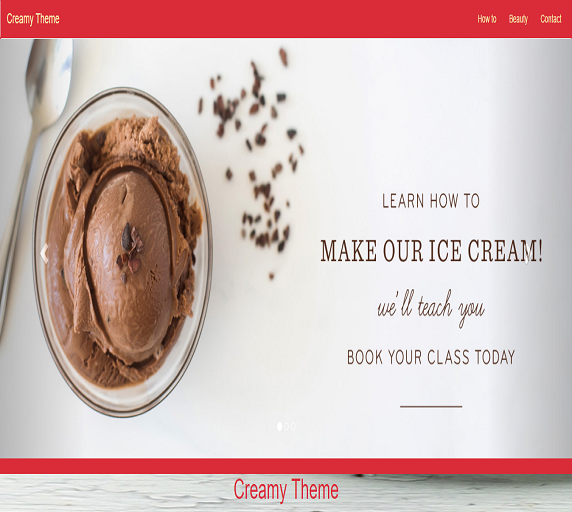 Creamy Theme
How to Beauty Contact
LEARN HOW TO
MAKE OUR ICE CREAM!
we'll teach you
BOOK YOUR CLASS TODAY
Creamy Theme